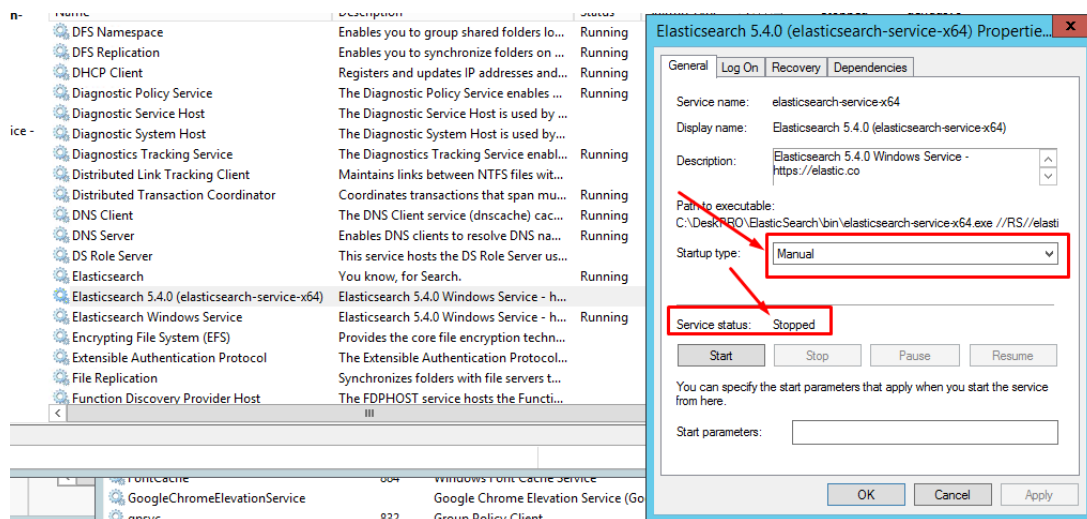 n-
Name Description Status
DFS Namespace Enables you to group shared folders lo... Running
DFS Replication Enables you to synchronize folders on ... Running
DHCP Client Registers and updates IP addresses and... Running
Diagnostic Policy Service The Diagnostic Policy Service enables ... Running
Diagnostic Service Host The Diagnostic Service Host is used by ...
ice -
Diagnostic System Host The Diagnostic System Host is used by...
Diagnostics Tracking Service The Diagnostics Tracking Service enabl... Running
Distributed Link Tracking Client Maintains links between NTFS files wit...
Distributed Transaction Coordinator Coordinates transactions that span mu... Running
DNS Client The DNS Client service (dnscache) cac... Running
DNS Server Enables DNS clients to resolve DNS na... Running
DS Role Server This service hosts the DS Role Server us...
Elasticsearch You know, for Search. Running
Elasticsearch 5.4.0 (elasticsearch-service-x64) Elasticsearch 5.4.0 Windows Service - h...
Elasticsearch Windows Service Elasticsearch 5.4.0 Windows Service - h... Running
Encrypting File System (EFS) Provides the core file encryption techn...
Extensible Authentication Protocol The Extensible Authentication Protocol...
File Replication Synchronizes folders with file servers t...
Function Discovery Provider Host The FDPHOST service hosts the Functi...
FontCache 884 Windows Font Cache Service
GoogleChromeElevationService Google Chrome Elevation Service (Go
gpsvc 832 Group Policy Client
Elasticsearch 5.4.0 (elasticsearch-service-x64) Propertie... x
General Log On Recovery Dependencies
Service name: elasticsearch-service-x64
Display name: Elasticsearch 5.4.0 (elasticsearch-service-x64)
Description: Elasticsearch 5.4.0 Windows Service -
https://elastic.co
Path to executable:
C:\DeskPRO\ElasticSearch\bin\elasticsearch-service-x64.exe //RS//elasti
Startup type: Manual
Service status: Stopped
Start Stop Pause Resume
You can specify the start parameters that apply when you start the service
from here.
Start parameters:
OK Cancel Apply